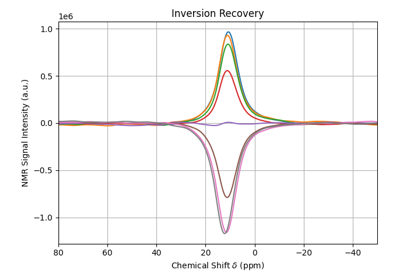 Inversion Recovery
1e6
1.0
0.5
0.0
−0.5
−1.0
NMR Signal Intensity (a.u.)
80 60 40 20 0 −20 −40
Chemical Shift δ (ppm)